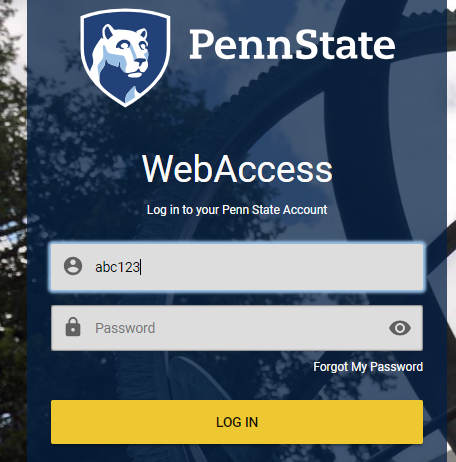 PennState
WebAccess
Log in to your Penn State Account
abc123
Password
Forgot My Password
LOG IN